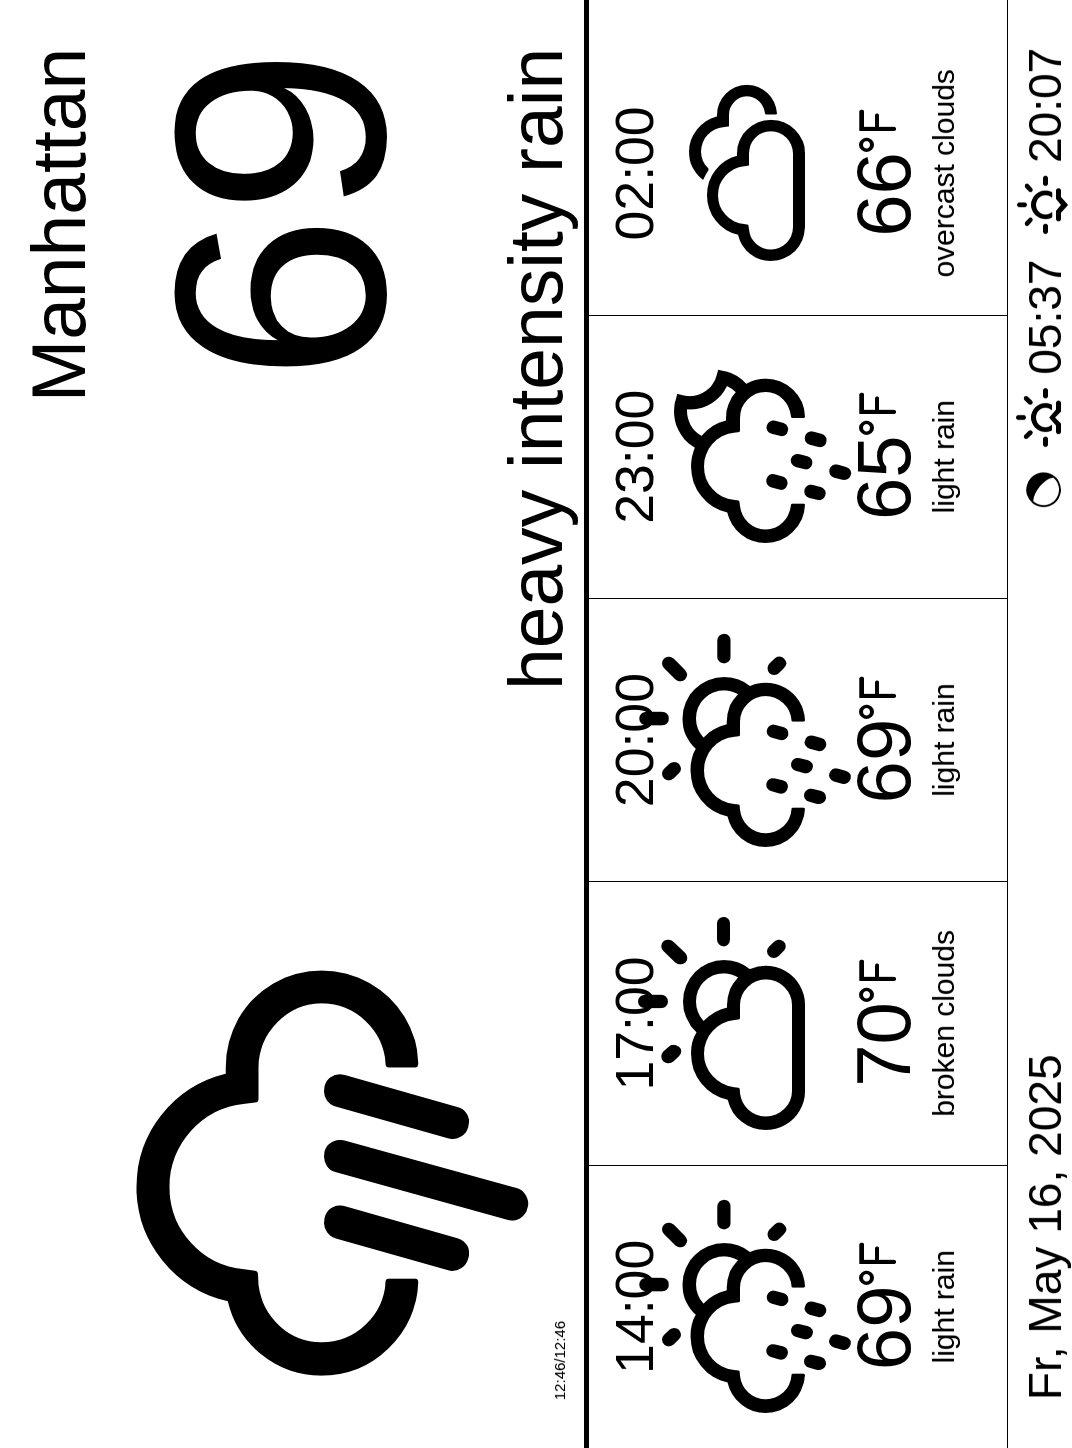 Manhattan
69
heavy intensity rain
12:46/12:46
14:00
69°F
light rain
17:00
70°F
broken clouds
20:00
69°F
light rain
23:00
65°F
light rain
02:00
66°F
overcast clouds
Fr, May 16, 2025
05:37
20:07